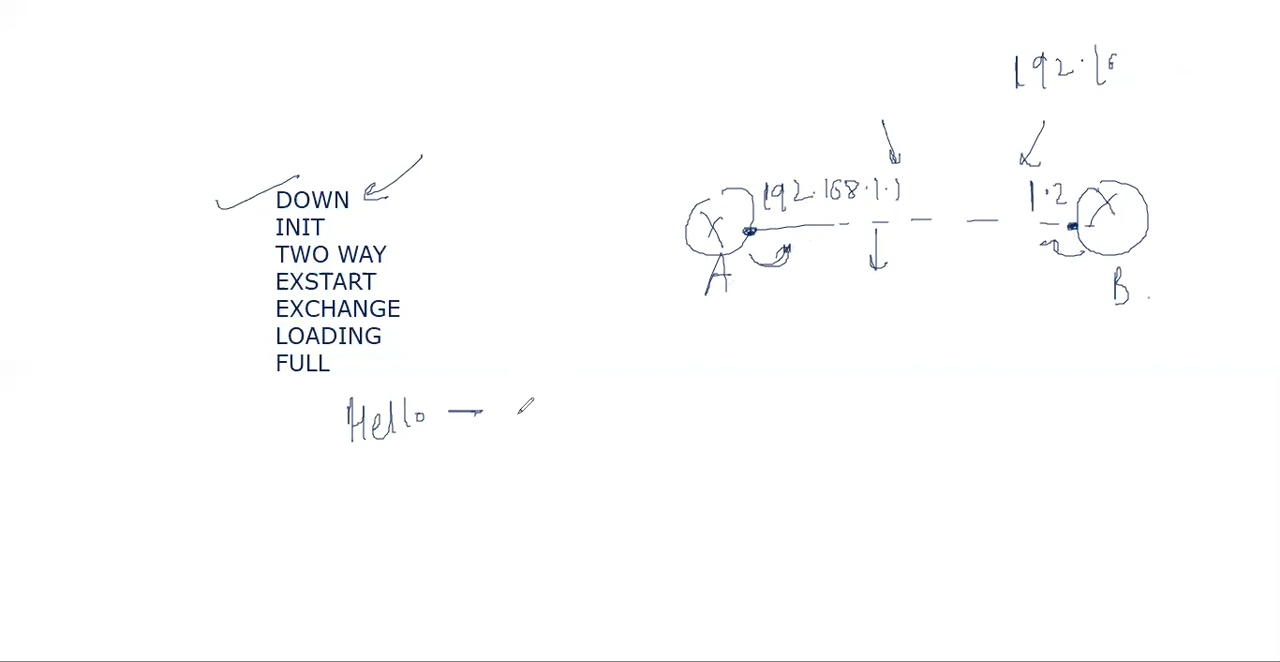 192.16
192.168.1.1
1.2
DOWN
INIT
TWO WAY
EXSTART
EXCHANGE
LOADING
FULL
X
X
A
B.
Hello —